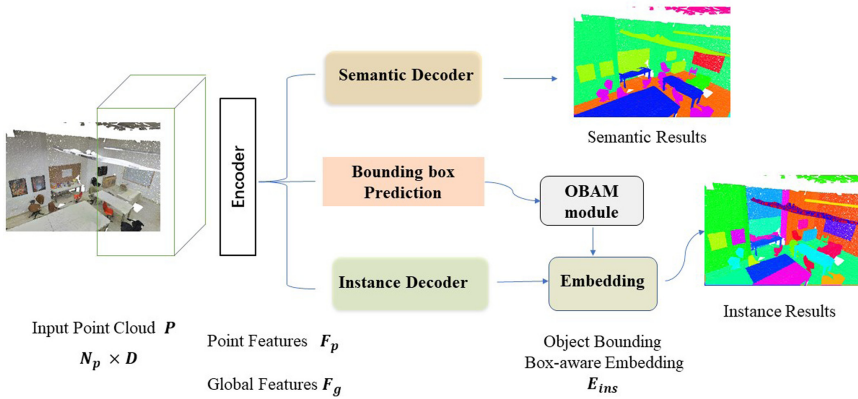 Semantic Decoder
Semantic Results
Encoder
Bounding box
Prediction
OBAM
module
Instance Decoder
Embedding
Instance Results
Input Point Cloud P
N_p × D
Point Features F_p
Global Features F_g
Object Bounding
Box-aware Embedding
E_ins